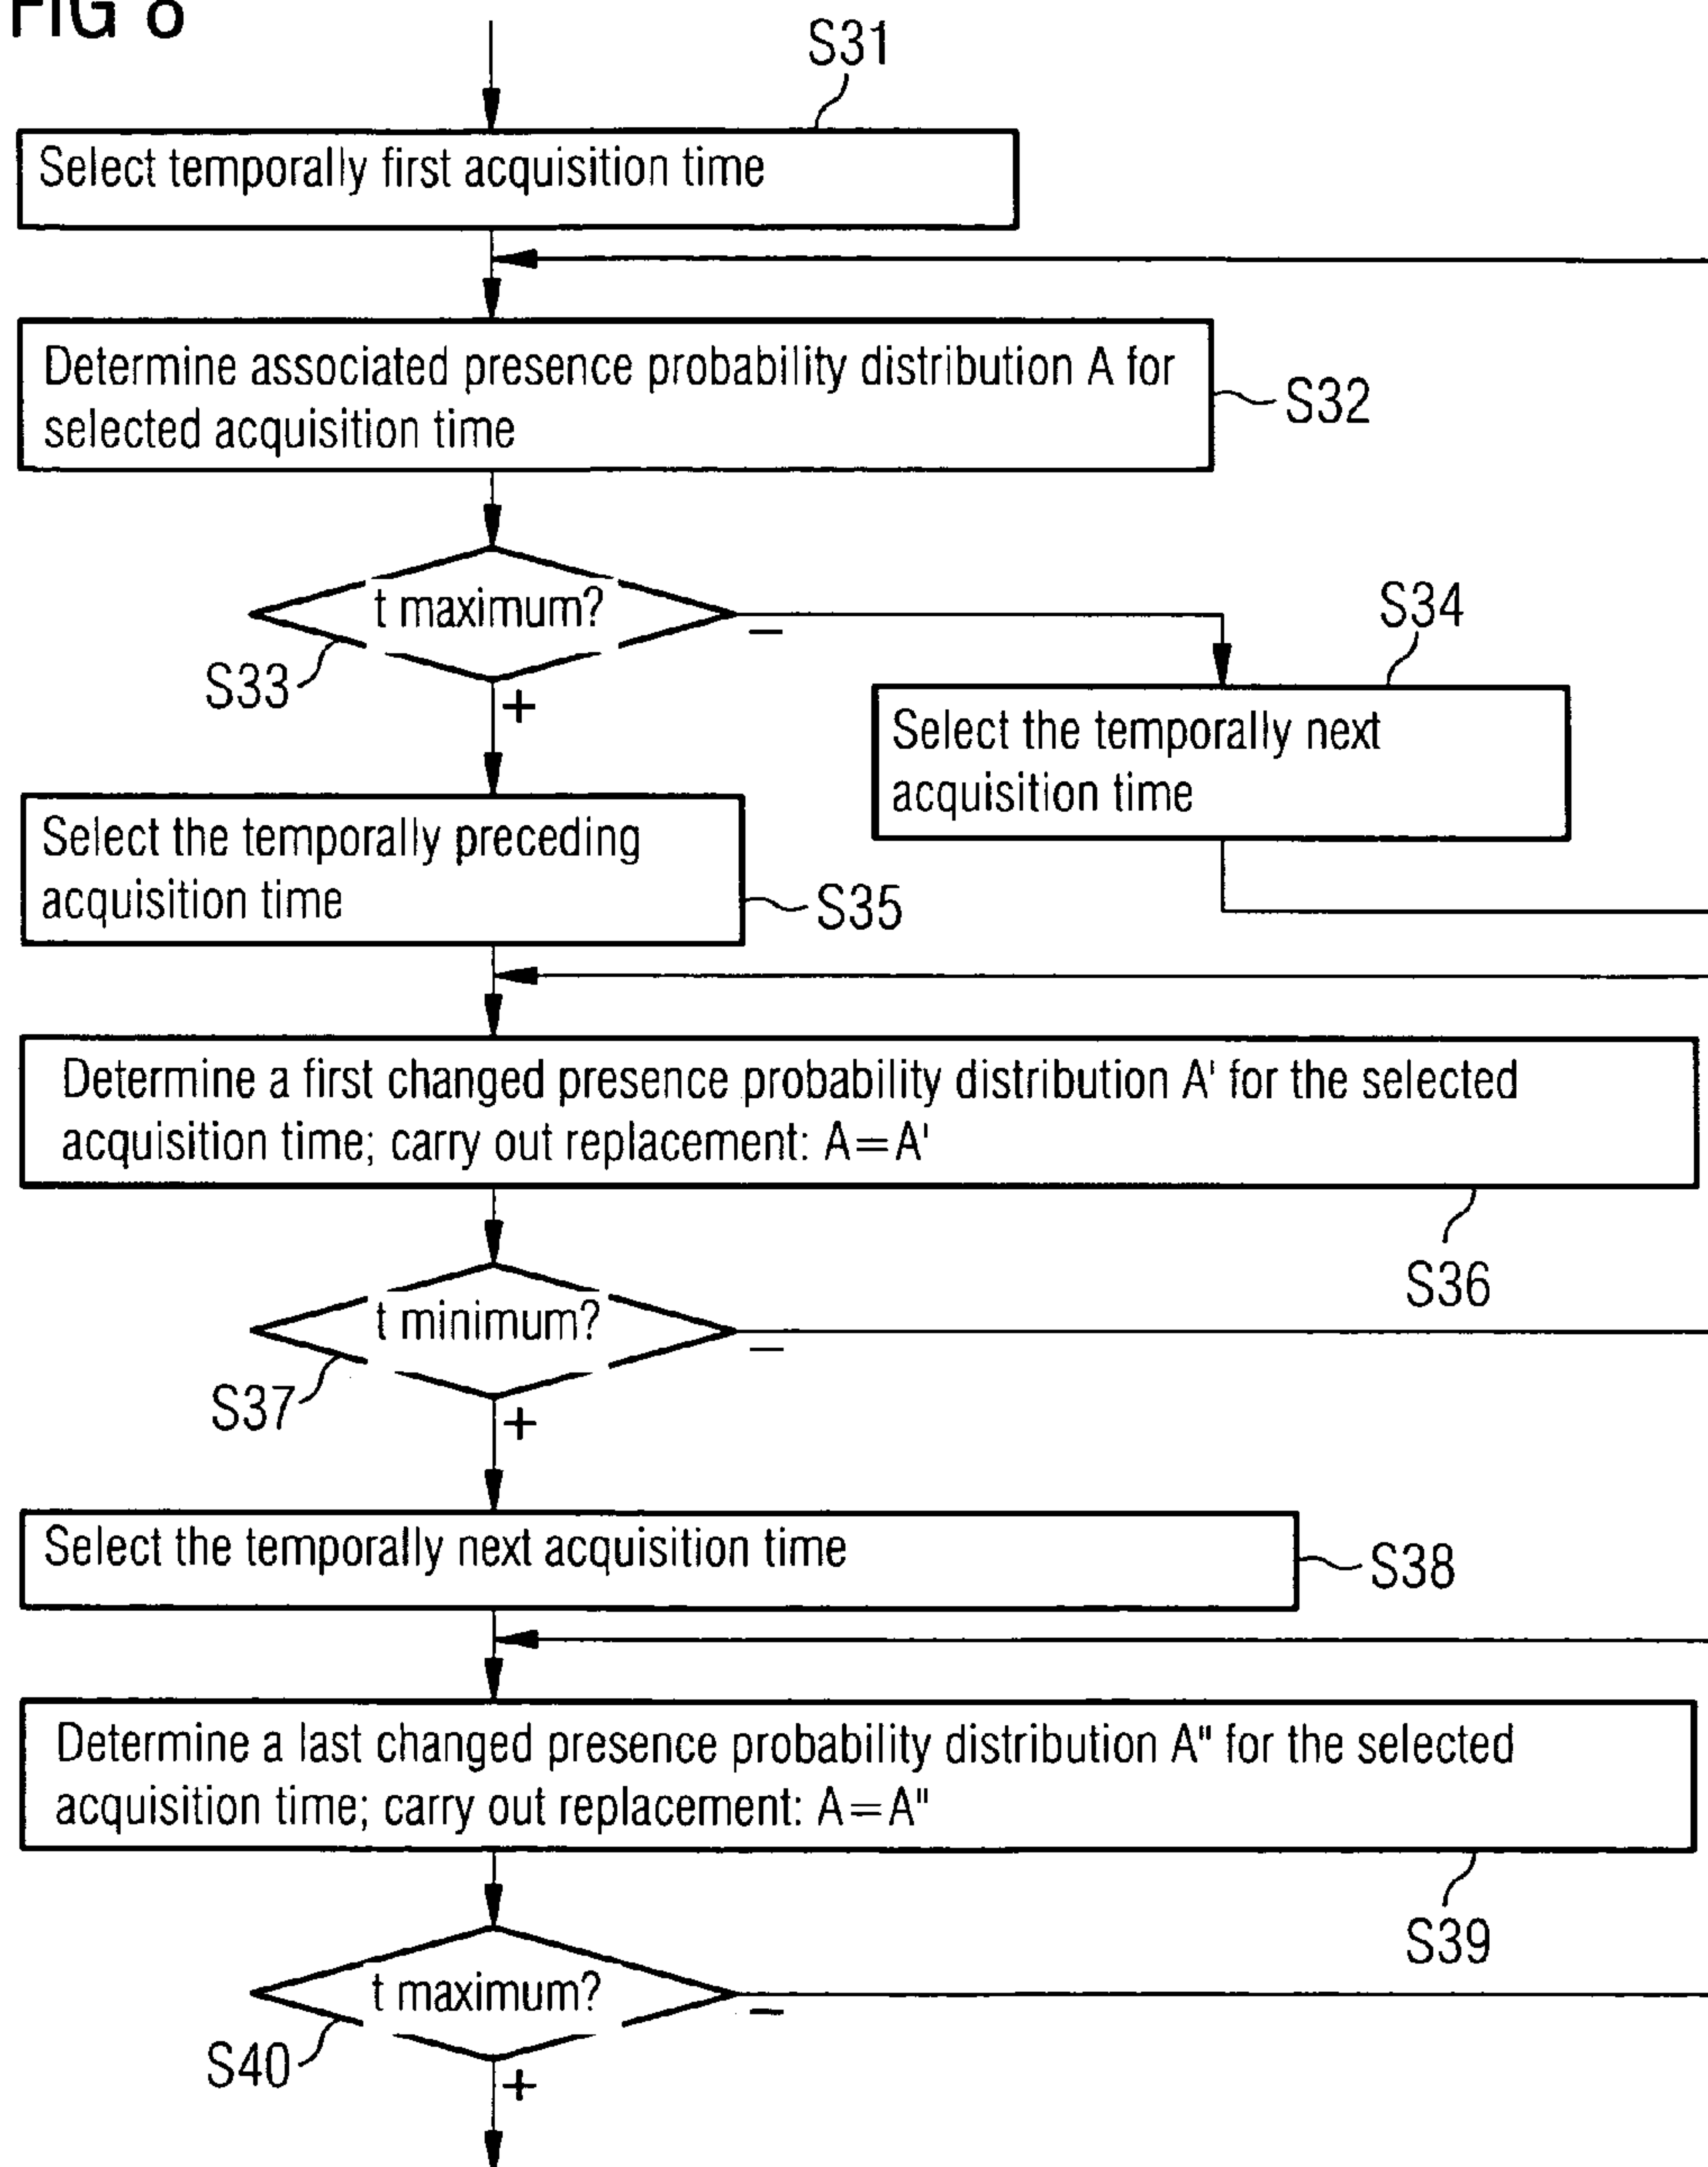 FIG 8
S31
Select temporally first acquisition time
Determine associated presence probability distribution A for
selected acquisition time
S32
t maximum?
–
S33
+
S34
Select the temporally next
acquisition time
Select the temporally preceding
acquisition time
S35
Determine a first changed presence probability distribution A' for the selected
acquisition time; carry out replacement: A=A'
S36
t minimum?
–
S37
+
Select the temporally next acquisition time
S38
Determine a last changed presence probability distribution A" for the selected
acquisition time; carry out replacement: A=A"
S39
t maximum?
–
S40
+